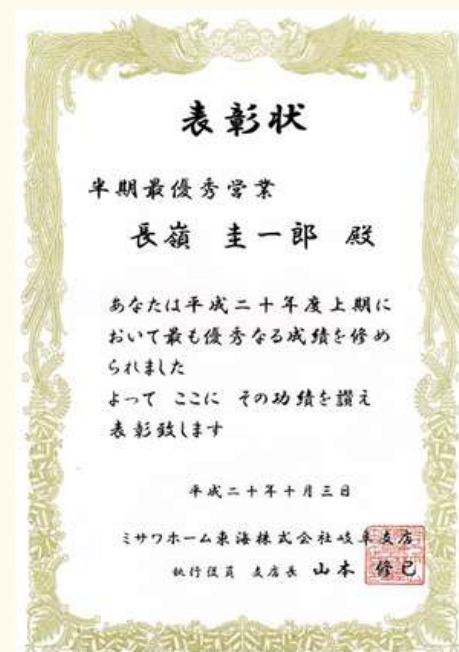 表彰状
半期最優秀営業
長嶺 圭一郎 殿
あなたは平成二十年度上期に
おいて最も優秀なる成績を修め
られました
よって ここに その功績を讃え
表彰致します
平成二十年十月三日
ミサワホーム東海株式会社岐阜支店
執行役員 支店長 山本 修已